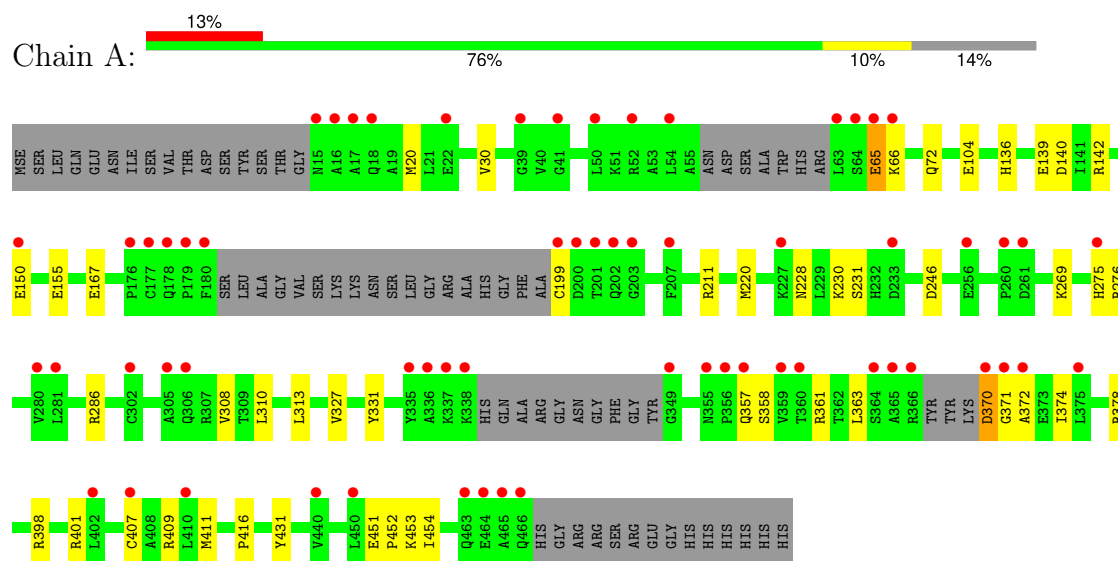 13%
Chain A:
76% 10% 14%
MSE SER LEU GLN GLU ASN ILE SER VAL THR ASP SER TYR SER THR GLY N15 A16 A17 Q18 A19 M20 L21 E22 V30 G39 V40 G41 L50 K51 R52 A53 L54 A55 ASN ASP SER ALA TRP HIS ARG L63 S64 E65 K66 Q72 E104 H136 E139 D140 I141 R142
E150 E155 E167 P176 C177 Q178 P179 F180 SER LEU ALA GLY VAL SER LYS LYS ASN SER LEU GLY ARG ALA HIS GLY PHE ALA C199 D200 T201 Q202 G203 F207 R211 M220 K227 N228 L229 K230 S231 H232 D233 D246 E256 P260 D261 K269 H275 R276
V280 L281 R286 C302 A305 Q306 R307 V308 T309 L310 L313 V327 Y331 Y335 A336 K337 K338 HIS GLN ALA ARG GLY ASN GLY PHE GLY TYR G349 N355 P356 Q357 S358 V359 T360 R361 T362 L363 S364 A365 R366 TYR TYR LYS D370 G371 A372 E373 I374 L375 R378
R398 R401 L402 C407 A408 R409 L410 M411 P416 Y431 V440 L450 E451 P452 K453 I454 Q463 E464 A465 Q466 HIS GLY ARG ARG SER ARG GLU GLY HIS HIS HIS HIS HIS HIS